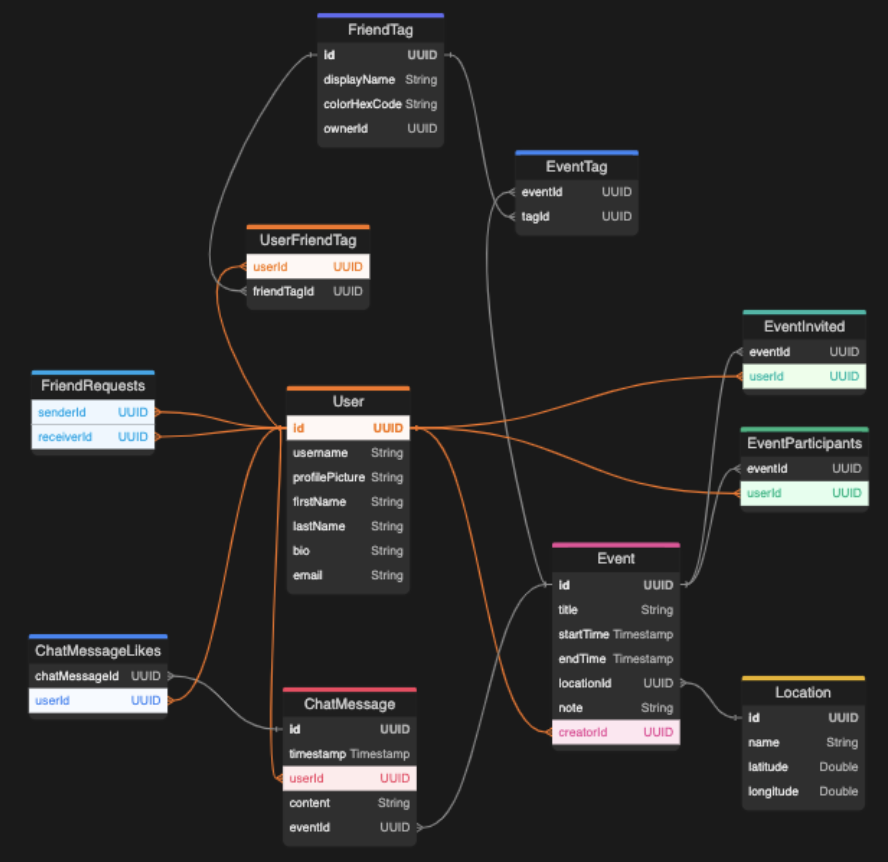 FriendTag
id UUID
displayName String
colorHexCode String
ownerId UUID
EventTag
eventId UUID
tagId UUID
UserFriendTag
userId UUID
friendTagId UUID
EventInvited
eventId UUID
userId UUID
FriendRequests
senderId UUID
receiverId UUID
User
id UUID
username String
profilePicture String
firstName String
lastName String
bio String
email String
EventParticipants
eventId UUID
userId UUID
Event
id UUID
title String
startTime Timestamp
endTime Timestamp
locationId UUID
note String
creatorId UUID
ChatMessageLikes
chatMessageId UUID
userId UUID
ChatMessage
id UUID
timestamp Timestamp
userId UUID
content String
eventId UUID
Location
id UUID
name String
latitude Double
longitude Double